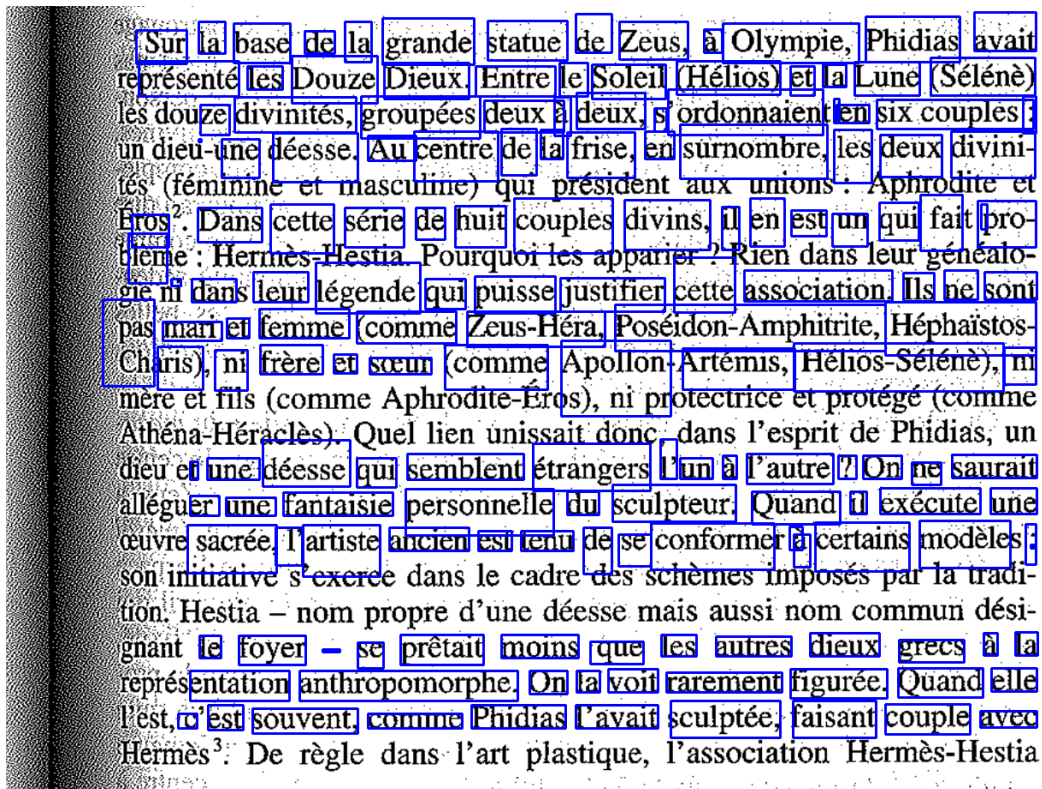 Sur la base de la grande statue de Zeus, à Olympie, Phidias avait
représenté les Douze Dieux. Entre le Soleil (Hélios) et la Lune (Sélénè)
les douze divinités, groupées deux à deux, s'ordonnaient en six couples :
un dieu-une déesse. Au centre de la frise, en surnombre, les deux divini-
tés (féminine et masculine) qui président aux unions : Aphrodite et
Éros². Dans cette série de huit couples divins, il en est un qui fait pro-
blème : Hermès-Hestia. Pourquoi les apparier ? Rien dans leur généalo-
gie ni dans leur légende qui puisse justifier cette association. Ils ne sont
pas mari et femme (comme Zeus-Héra, Poséidon-Amphitrite, Héphaïstos-
Charis), ni frère et sœur (comme Apollon-Artémis, Hélios-Sélénè), ni
mère et fils (comme Aphrodite-Éros), ni protectrice et protégé (comme
Athéna-Héraclès). Quel lien unissait donc, dans l'esprit de Phidias, un
dieu et une déesse qui semblent étrangers l'un à l'autre ? On ne saurait
alléguer une fantaisie personnelle du sculpteur. Quand il exécute une
œuvre sacrée, l'artiste ancien est tenu de se conformer à certains modèles :
son initiative s'exerce dans le cadre des schèmes imposés par la tradi-
tion. Hestia – nom propre d'une déesse mais aussi nom commun dési-
gnant le foyer – se prêtait moins que les autres dieux grecs à la
représentation anthropomorphe. On la voit rarement figurée. Quand elle
l'est, c'est souvent, comme Phidias l'avait sculptée, faisant couple avec
Hermès³. De règle dans l'art plastique, l'association Hermès-Hestia